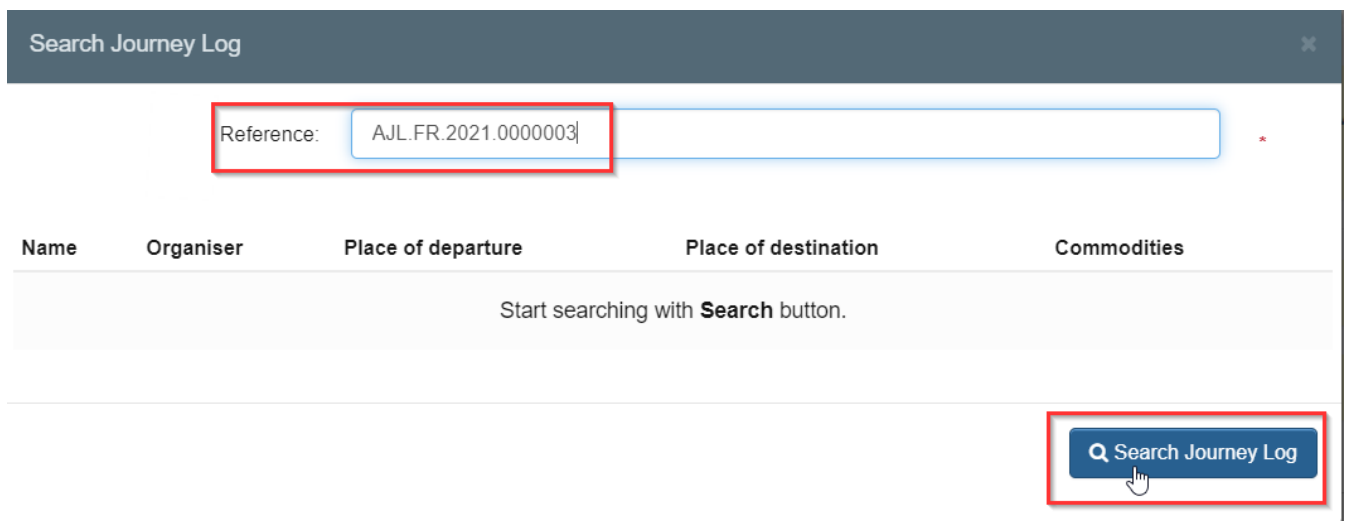 Search Journey Log ×
Reference: AJL.FR.2021.0000003 *
Name Organiser Place of departure Place of destination Commodities
Start searching with Search button.
Search Journey Log